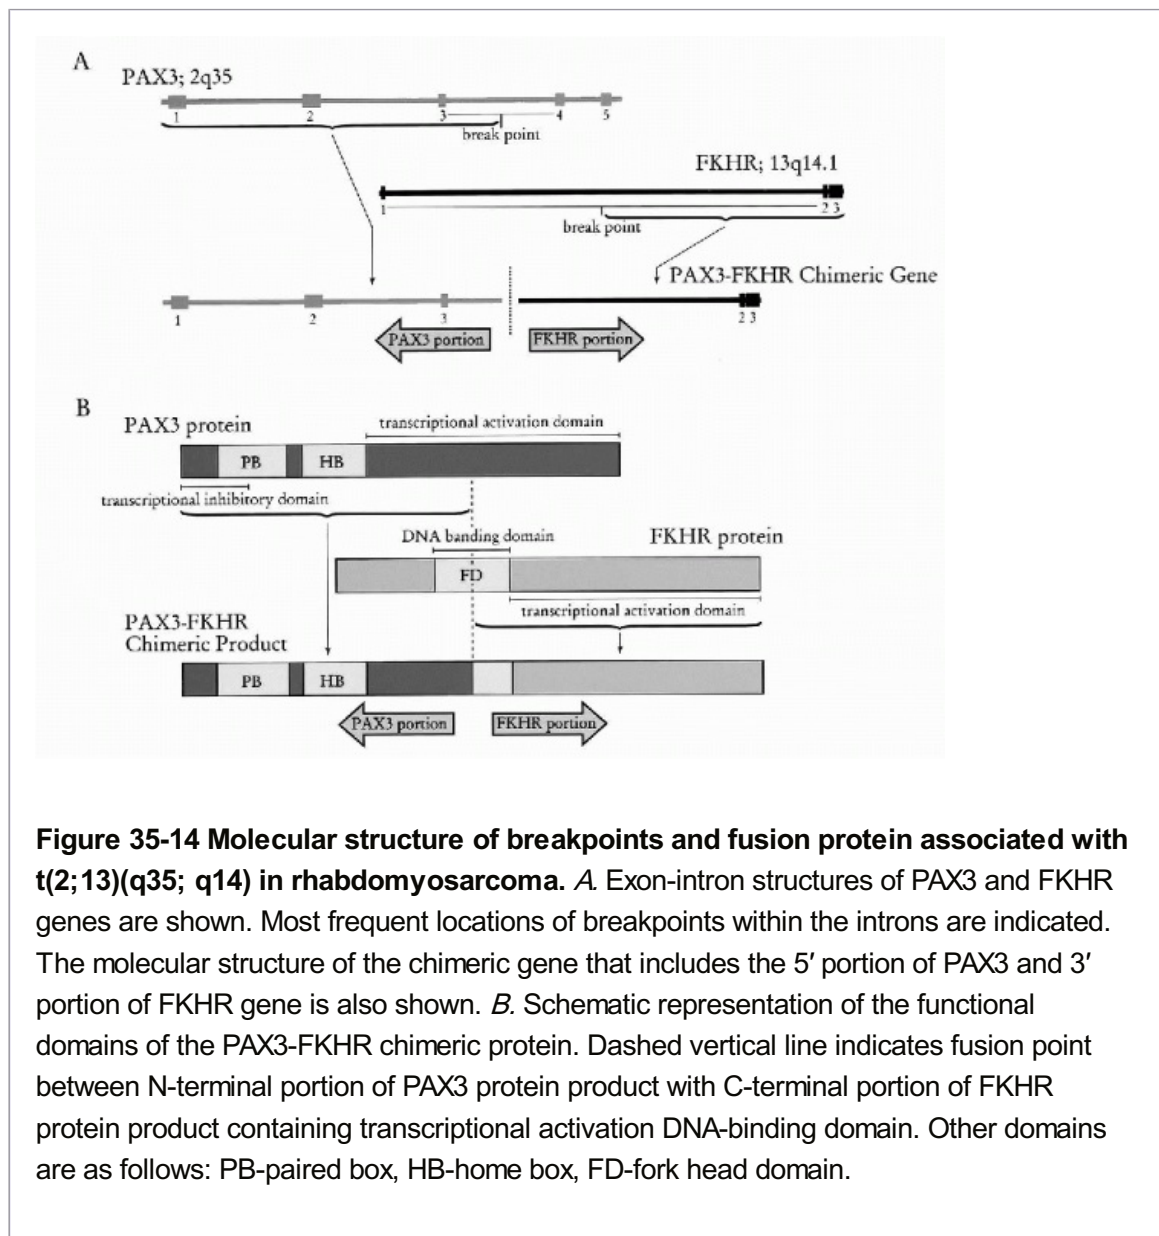 A
PAX3; 2q35
1 2 3 4 5
break point
FKHR; 13q14.1
1 2 3
break point
PAX3-FKHR Chimeric Gene
1 2 3 2 3
PAX3 portion FKHR portion
B
PAX3 protein
transcriptional activation domain
PB HB
transcriptional inhibitory domain
DNA banding domain
FKHR protein
FD
transcriptional activation domain
PAX3-FKHR
Chimeric Product
PB HB
PAX3 portion FKHR portion
Figure 35-14 Molecular structure of breakpoints and fusion protein associated with
t(2;13)(q35; q14) in rhabdomyosarcoma. A. Exon-intron structures of PAX3 and FKHR
genes are shown. Most frequent locations of breakpoints within the introns are indicated.
The molecular structure of the chimeric gene that includes the 5′ portion of PAX3 and 3′
portion of FKHR gene is also shown. B. Schematic representation of the functional
domains of the PAX3-FKHR chimeric protein. Dashed vertical line indicates fusion point
between N-terminal portion of PAX3 protein product with C-terminal portion of FKHR
protein product containing transcriptional activation DNA-binding domain. Other domains
are as follows: PB-paired box, HB-home box, FD-fork head domain.